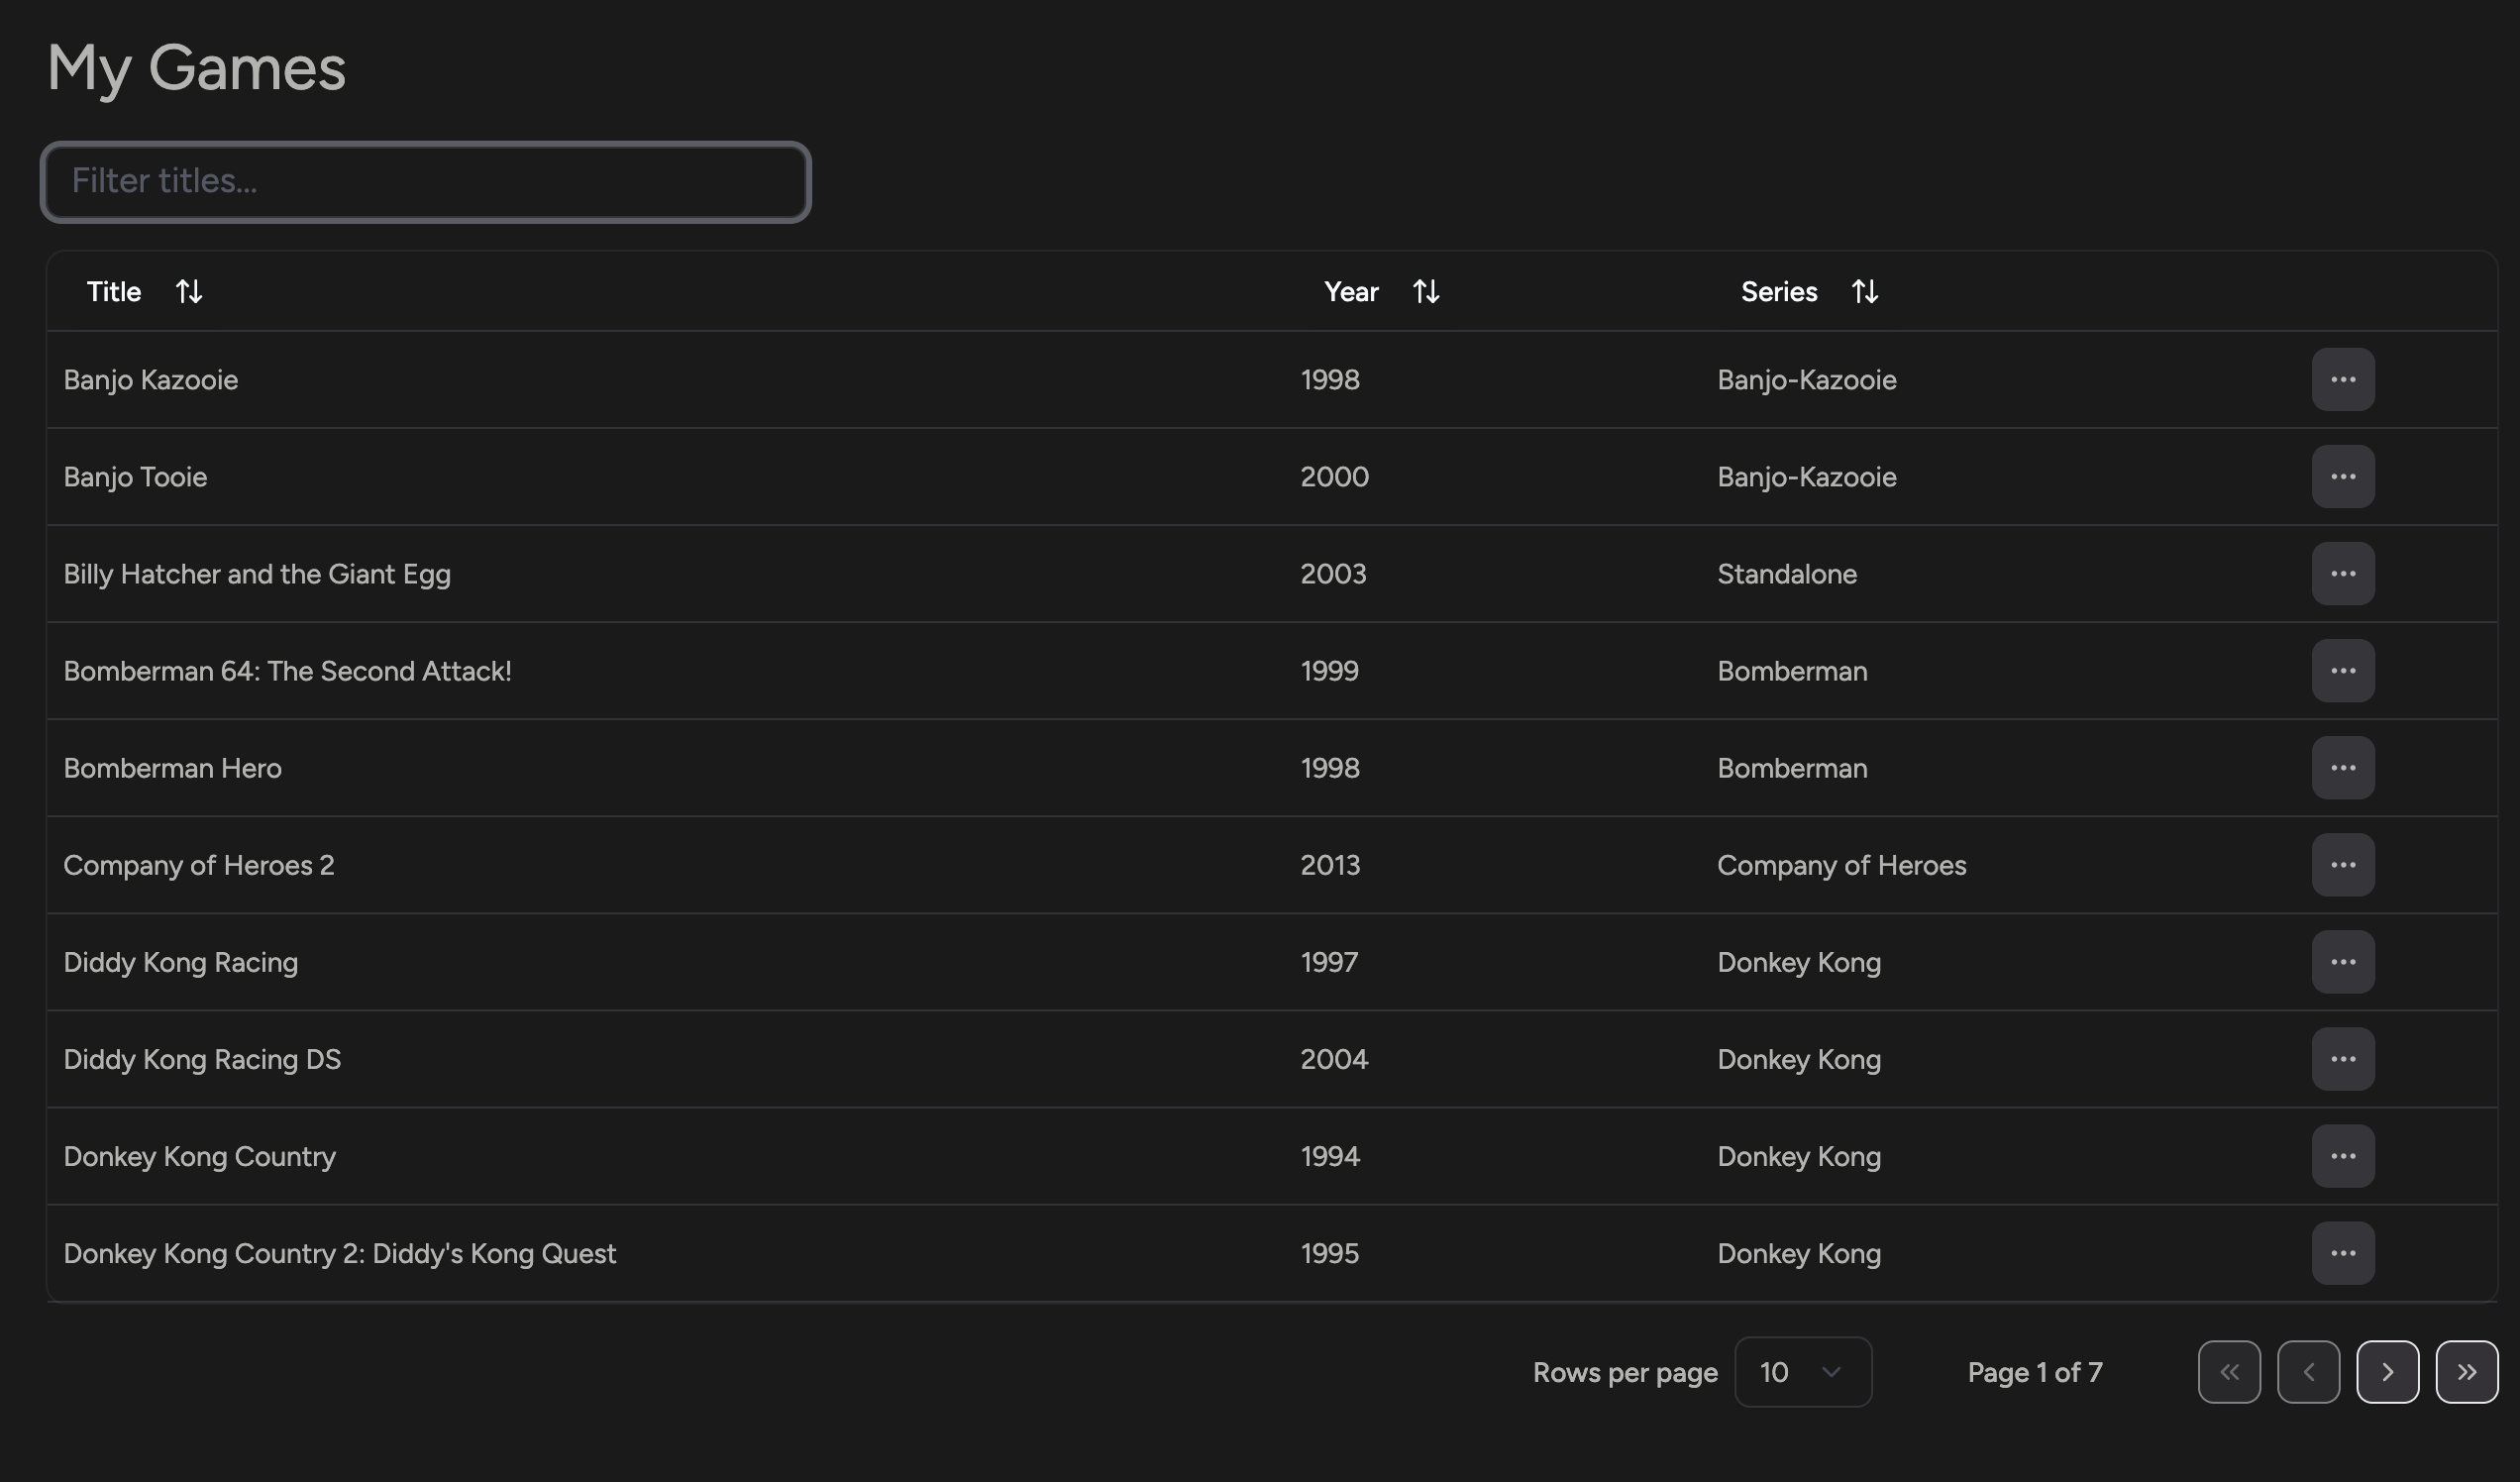 My Games
Filter titles...
Title Year Series
Banjo Kazooie 1998 Banjo-Kazooie
Banjo Tooie 2000 Banjo-Kazooie
Billy Hatcher and the Giant Egg 2003 Standalone
Bomberman 64: The Second Attack! 1999 Bomberman
Bomberman Hero 1998 Bomberman
Company of Heroes 2 2013 Company of Heroes
Diddy Kong Racing 1997 Donkey Kong
Diddy Kong Racing DS 2004 Donkey Kong
Donkey Kong Country 1994 Donkey Kong
Donkey Kong Country 2: Diddy's Kong Quest 1995 Donkey Kong
Rows per page 10 Page 1 of 7